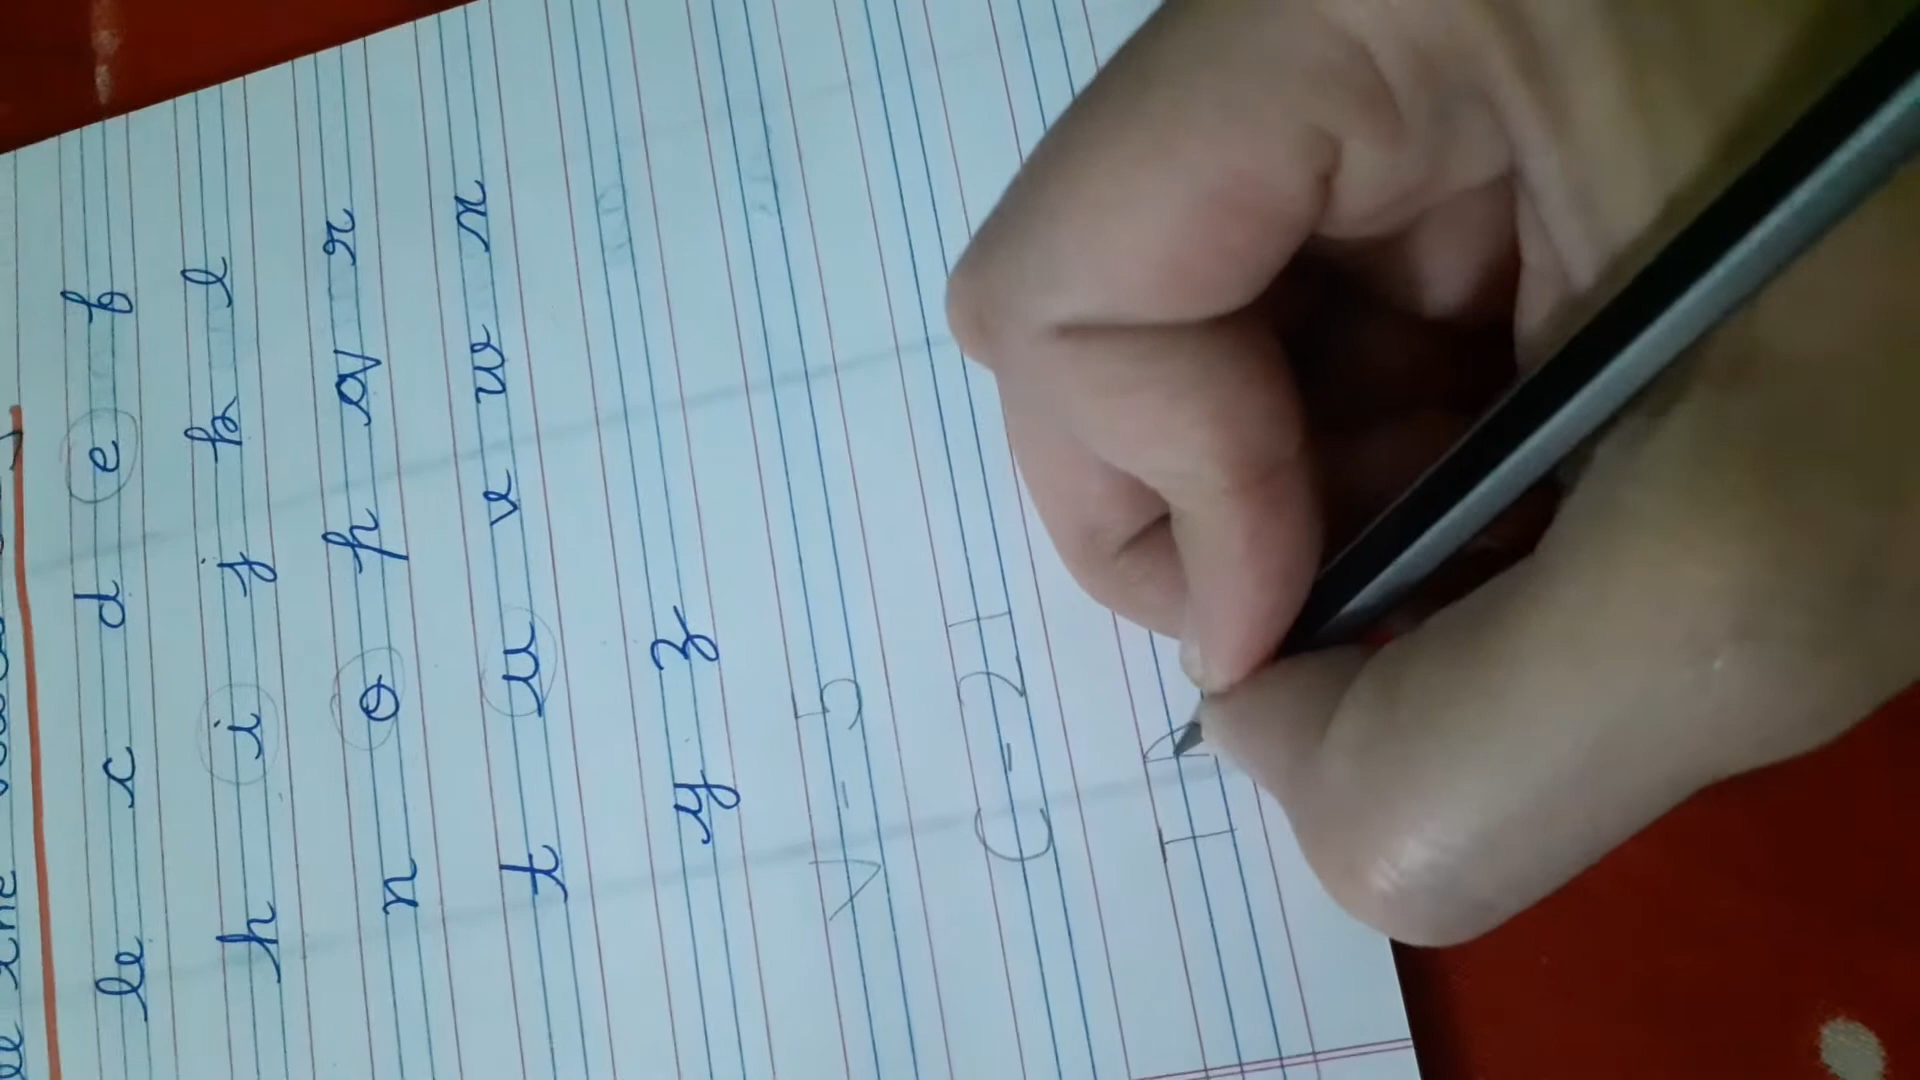 b c d e f
h i j k l
n o p q r
t u v w x
y z
V - 5
C - 21